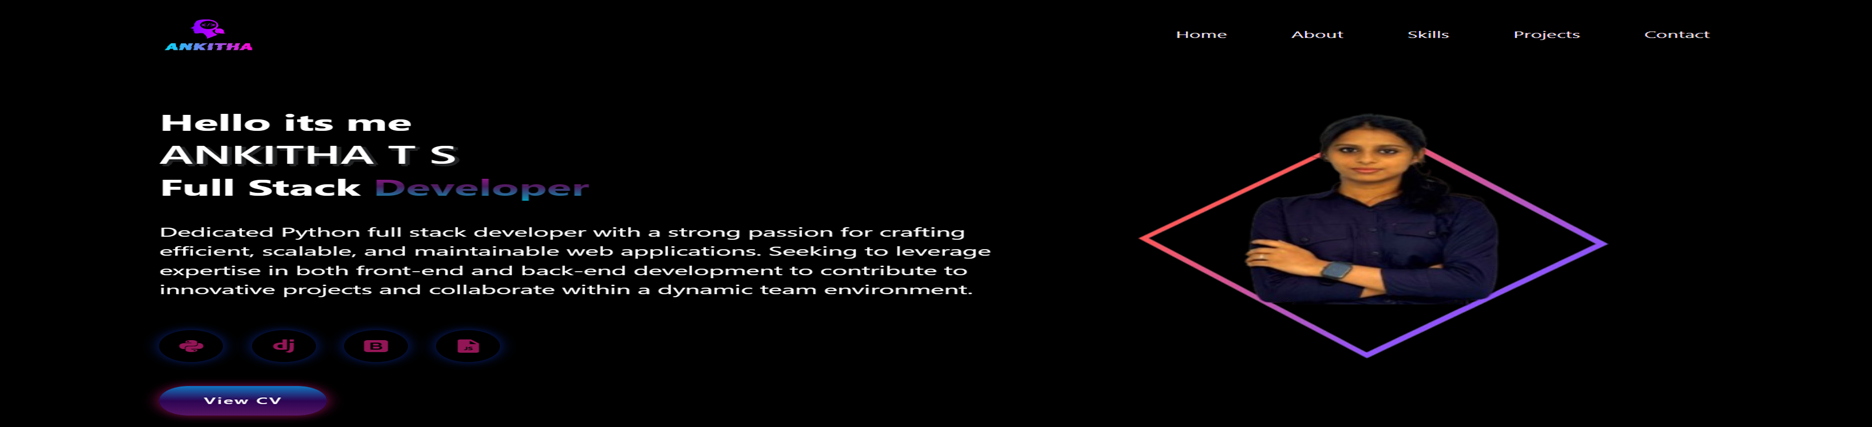 ANKITHA
Home About Skills Projects Contact
Hello its me
ANKITHA T S
Full Stack Developer
Dedicated Python full stack developer with a strong passion for crafting
efficient, scalable, and maintainable web applications. Seeking to leverage
expertise in both front-end and back-end development to contribute to
innovative projects and collaborate within a dynamic team environment.
dj B JS
View CV